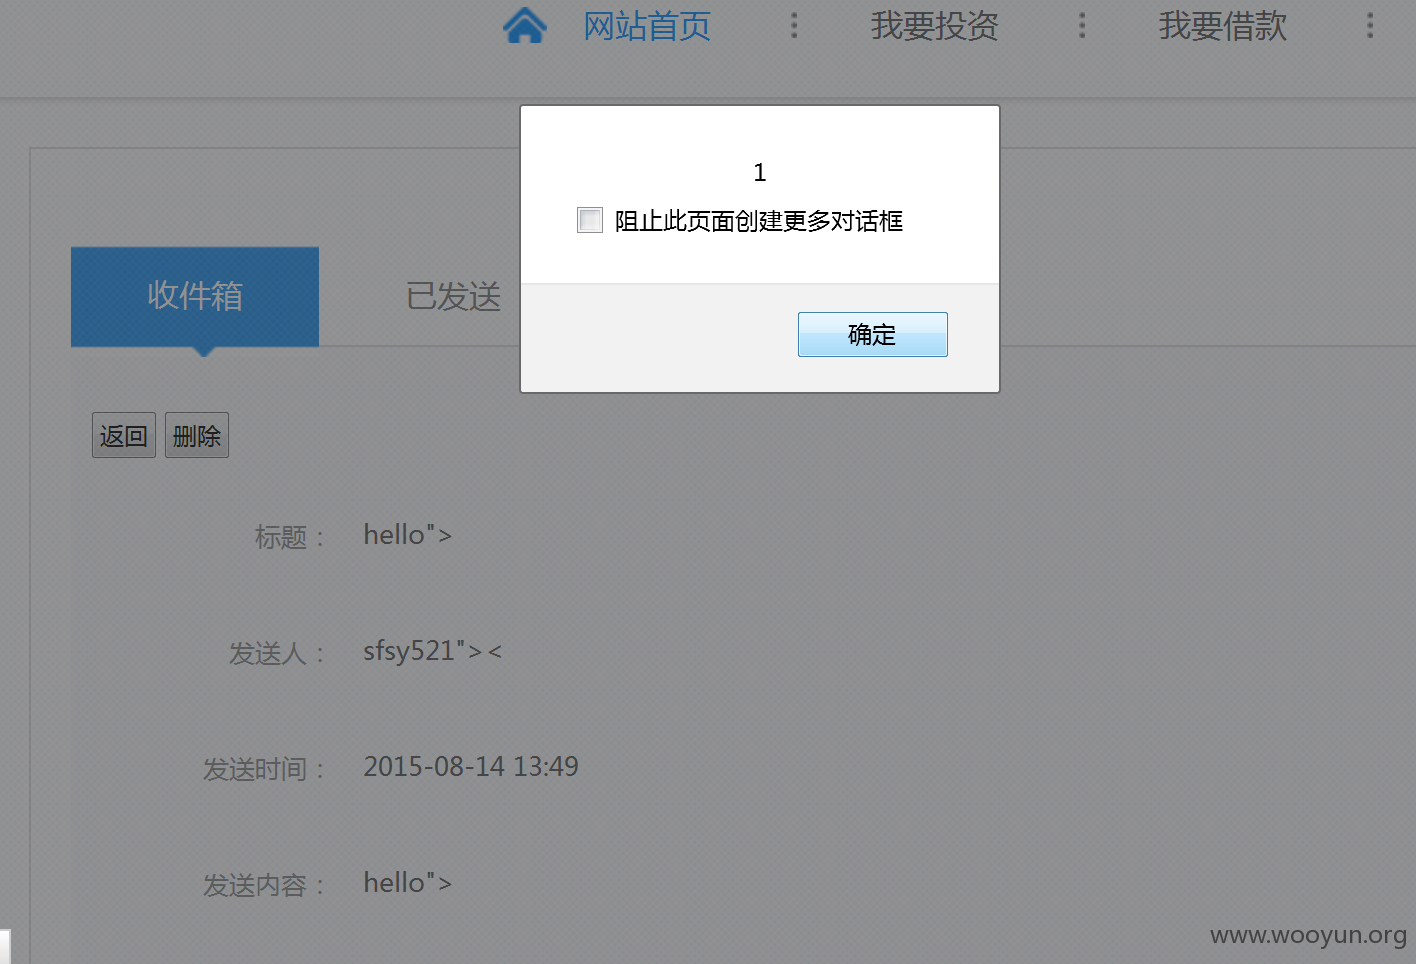 网站首页 我要投资 我要借款
1
阻止此页面创建更多对话框
确定
收件箱 已发送
返回 删除
标题： hello">
发送人： sfsy521"><
发送时间： 2015-08-14 13:49
发送内容： hello">
www.wooyun.org